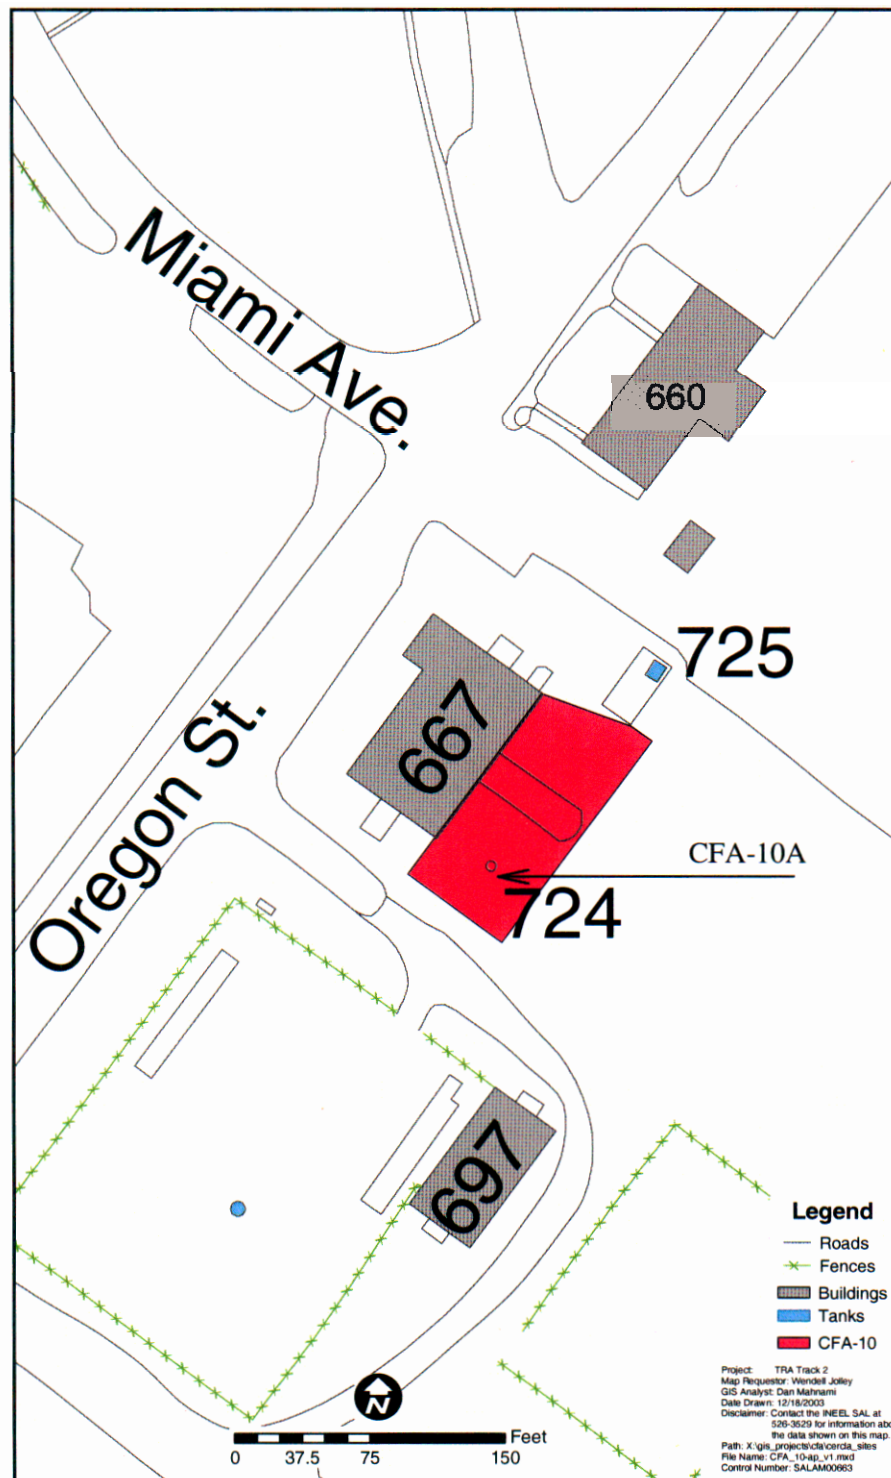 Miami Ave.
660
725
667
Oregon St.
CFA-10A
724
697
Legend
Roads
Fences
Buildings
Tanks
CFA-10
N
Feet
0 37.5 75 150
Project: TRA Track 2
Map Requestor: Wendell Jolley
GIS Analyst: Dan Mahnami
Date Drawn: 12/18/2003
Disclaimer: Contact the INEEL SAL at
526-3529 for information abo
the data shown on this map.
Path: X:\gis_projects\cfa\cercla_sites
File Name: CFA_10-ap_v1.mxd
Control Number: SALAM00663